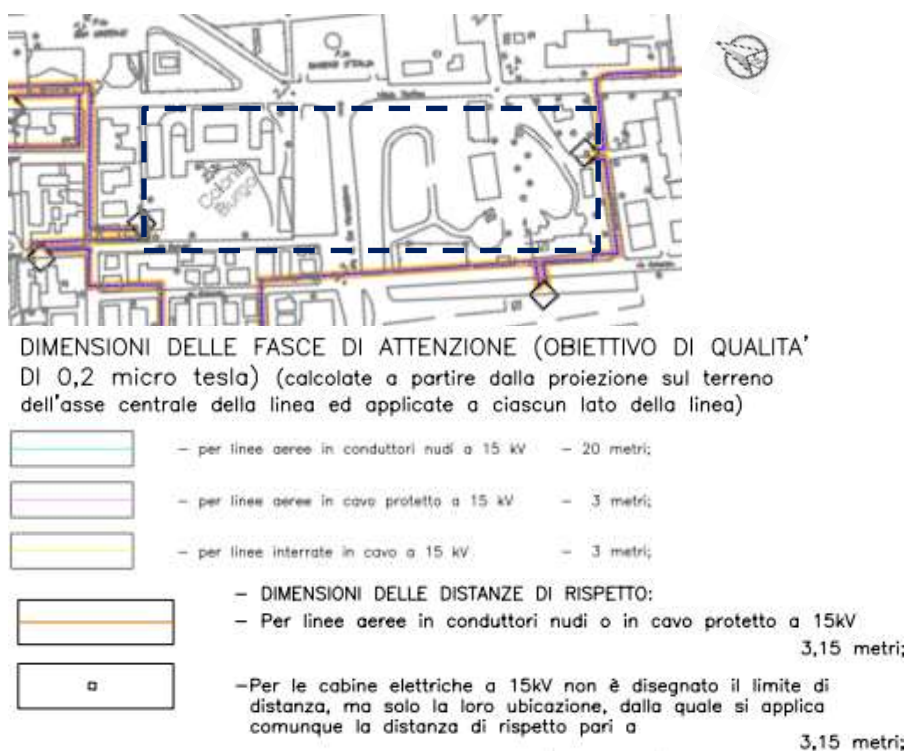 Colonia
Burgo
DIMENSIONI DELLE FASCE DI ATTENZIONE (OBIETTIVO DI QUALITA'
DI 0,2 micro tesla) (calcolate a partire dalla proiezione sul terreno
dell'asse centrale della linea ed applicate a ciascun lato della linea)
– per linee aeree in conduttori nudi a 15 kV – 20 metri;
– per linee aeree in cavo protetto a 15 kV – 3 metri;
– per linee interrate in cavo a 15 kV – 3 metri;
– DIMENSIONI DELLE DISTANZE DI RISPETTO:
– Per linee aeree in conduttori nudi o in cavo protetto a 15kV
3,15 metri;
–Per le cabine elettriche a 15kV non è disegnato il limite di
distanza, ma solo la loro ubicazione, dalla quale si applica
comunque la distanza di rispetto pari a
3,15 metri;